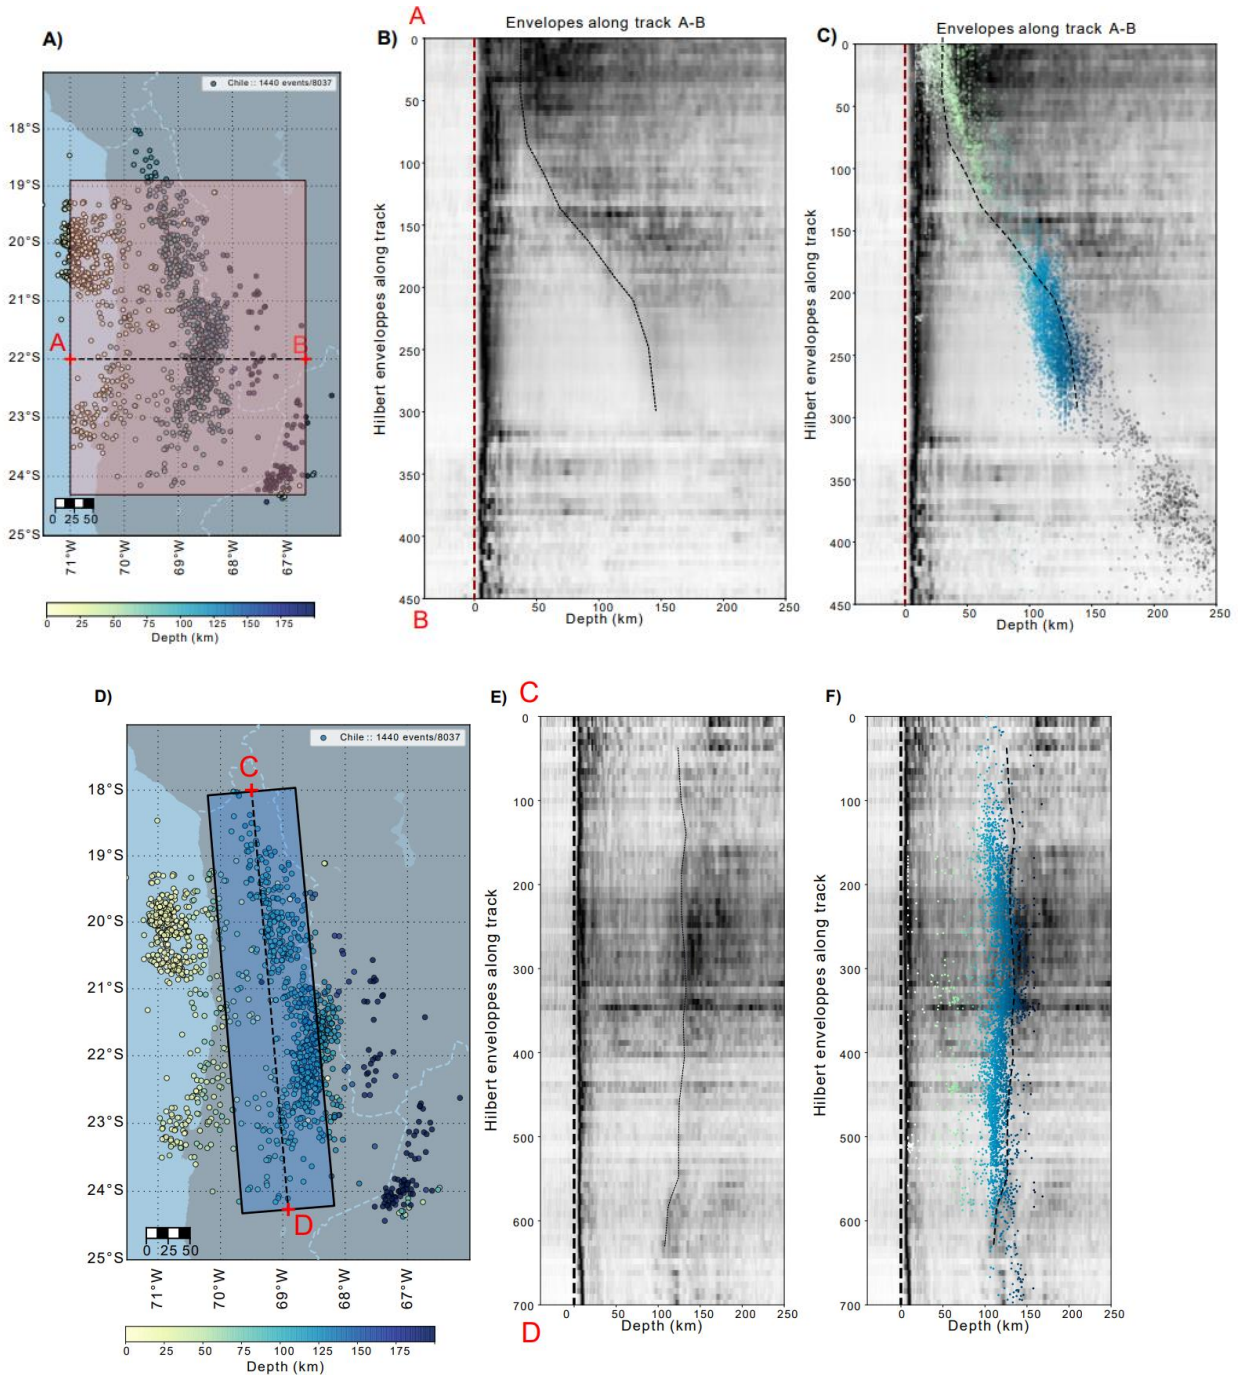 A)
Chile :: 1440 events/8037
18°S
19°S
20°S
21°S
22°S
23°S
24°S
25°S
A
B
0 25 50
71°W
70°W
69°W
68°W
67°W
0 25 50 75 100 125 150 175
Depth (km)
A
B)
Envelopes along track A-B
Hilbert enveloppes along track
0
50
100
150
200
250
300
350
400
450
0 50 100 150 200 250
Depth (km)
B
C)
Envelopes along track A-B
Hilbert enveloppes along track
0
50
100
150
200
250
300
350
400
450
0 50 100 150 200 250
Depth (km)
D)
Chile :: 1440 events/8037
C
18°S
19°S
20°S
21°S
22°S
23°S
24°S
25°S
D
0 25 50
71°W
70°W
69°W
68°W
67°W
0 25 50 75 100 125 150 175
Depth (km)
E)
C
Hilbert enveloppes along track
0
100
200
300
400
500
600
700
0 50 100 150 200 250
Depth (km)
D
F)
Hilbert enveloppes along track
0
100
200
300
400
500
600
700
0 50 100 150 200 250
Depth (km)